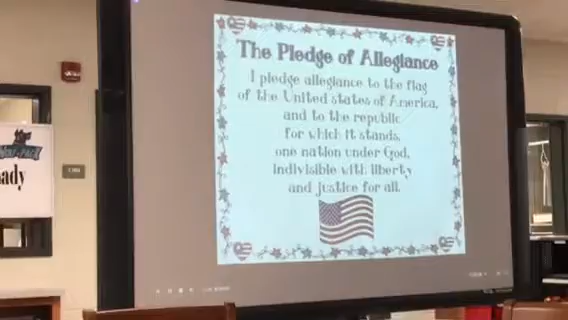 The Pledge of Allegiance
I pledge allegiance to the flag
of the United states of America,
and to the republic
for which it stands,
one nation under God,
indivisible with liberty
and justice for all.
ady